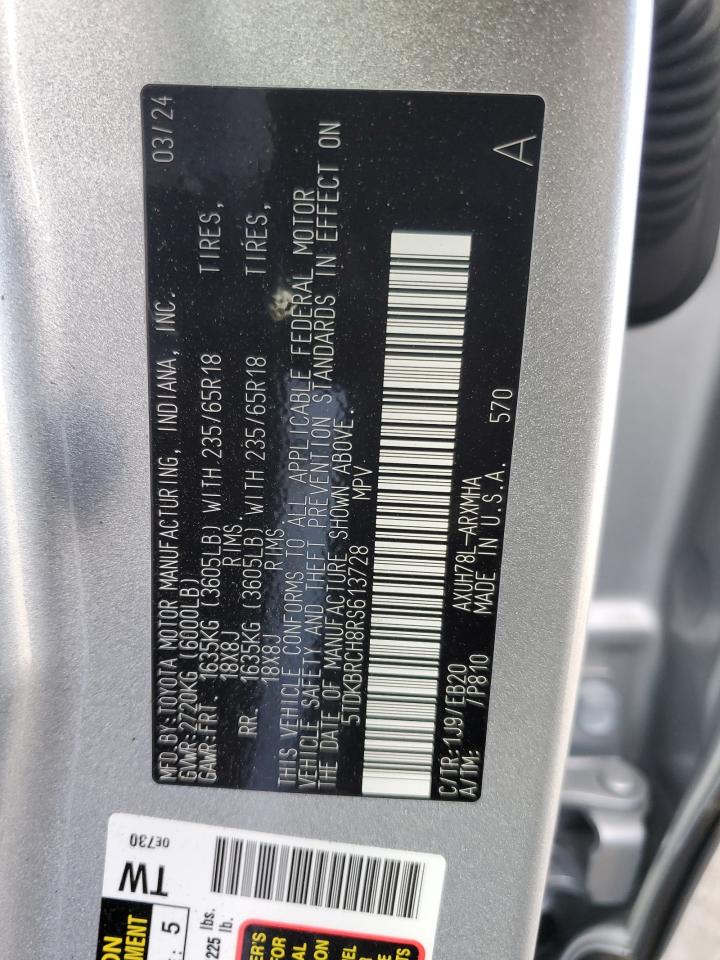 MFD.BY:TOYOTA MOTOR MANUFACTURING, INDIANA, INC. 03/24
GVWR:2720KG (6000LB)
GAWR:FRT. 1635KG (3605LB) WITH 235/65R18 TIRES,
18X8J RIMS.
RR. 1635KG (3605LB) WITH 235/65R18 TIRES,
18X8J RIMS.
THIS VEHICLE CONFORMS TO ALL APPLICABLE FEDERAL MOTOR
VEHICLE SAFETY AND THEFT PREVENTION STANDARDS IN EFFECT ON
THE DATE OF MANUFACTURE SHOWN ABOVE.
5TDKBRCH8RS613728 MPV
C/TR:1J9/EB20 AXUH78L-ARXMHA
A/TM: /P810 MADE IN U.S.A. 570
A
0E730
TW
5
225 lbs.
lb.